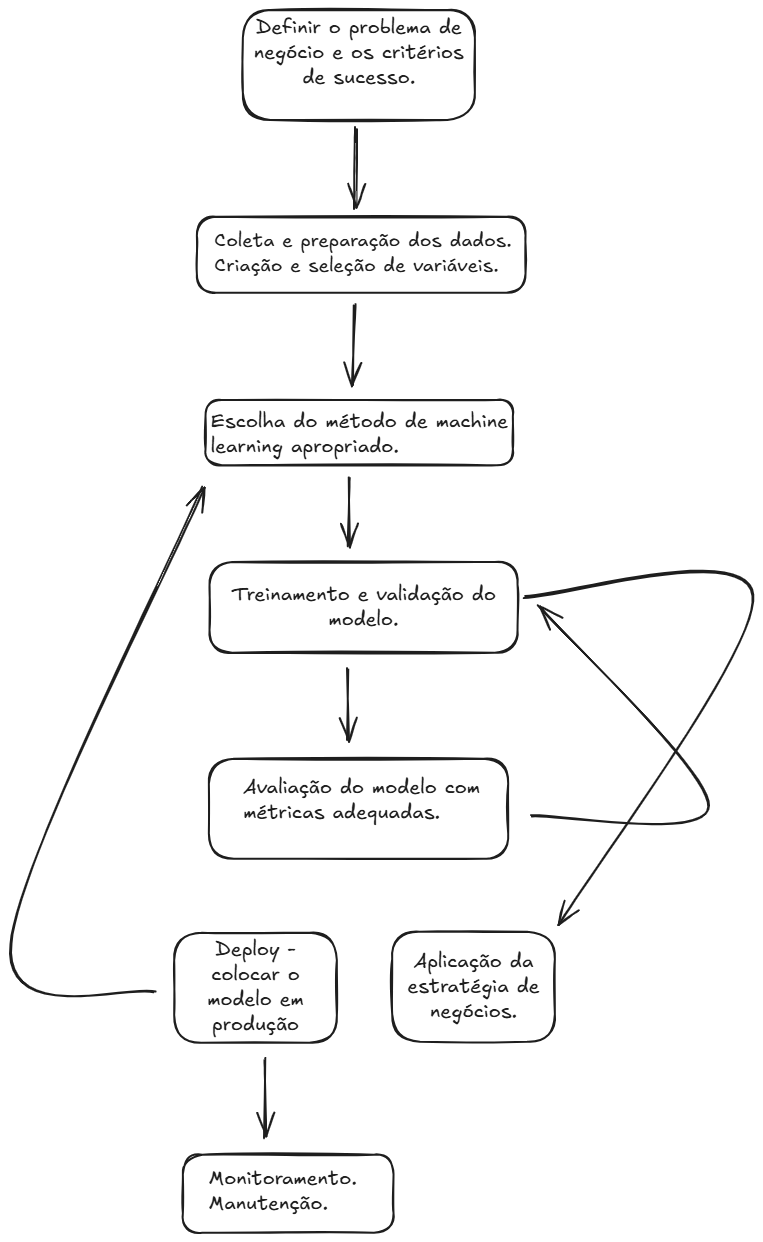 Definir o problema de
negócio e os critérios
de sucesso.
Coleta e preparação dos dados.
Criação e seleção de variáveis.
Escolha do método de machine
learning apropriado.
Treinamento e validação do
modelo.
Avaliação do modelo com
métricas adequadas.
Deploy -
colocar o
modelo em
produção
Aplicação da
estratégia de
negócios.
Monitoramento.
Manutenção.